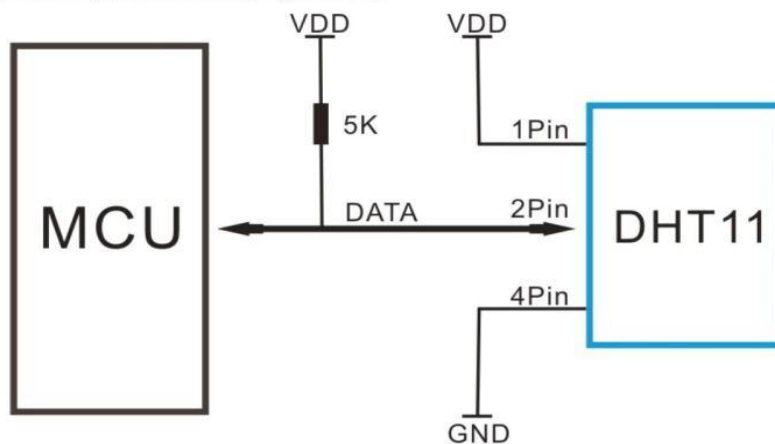 VDD
VDD
5K
1Pin
MCU
DATA
2Pin
DHT11
4Pin
GND